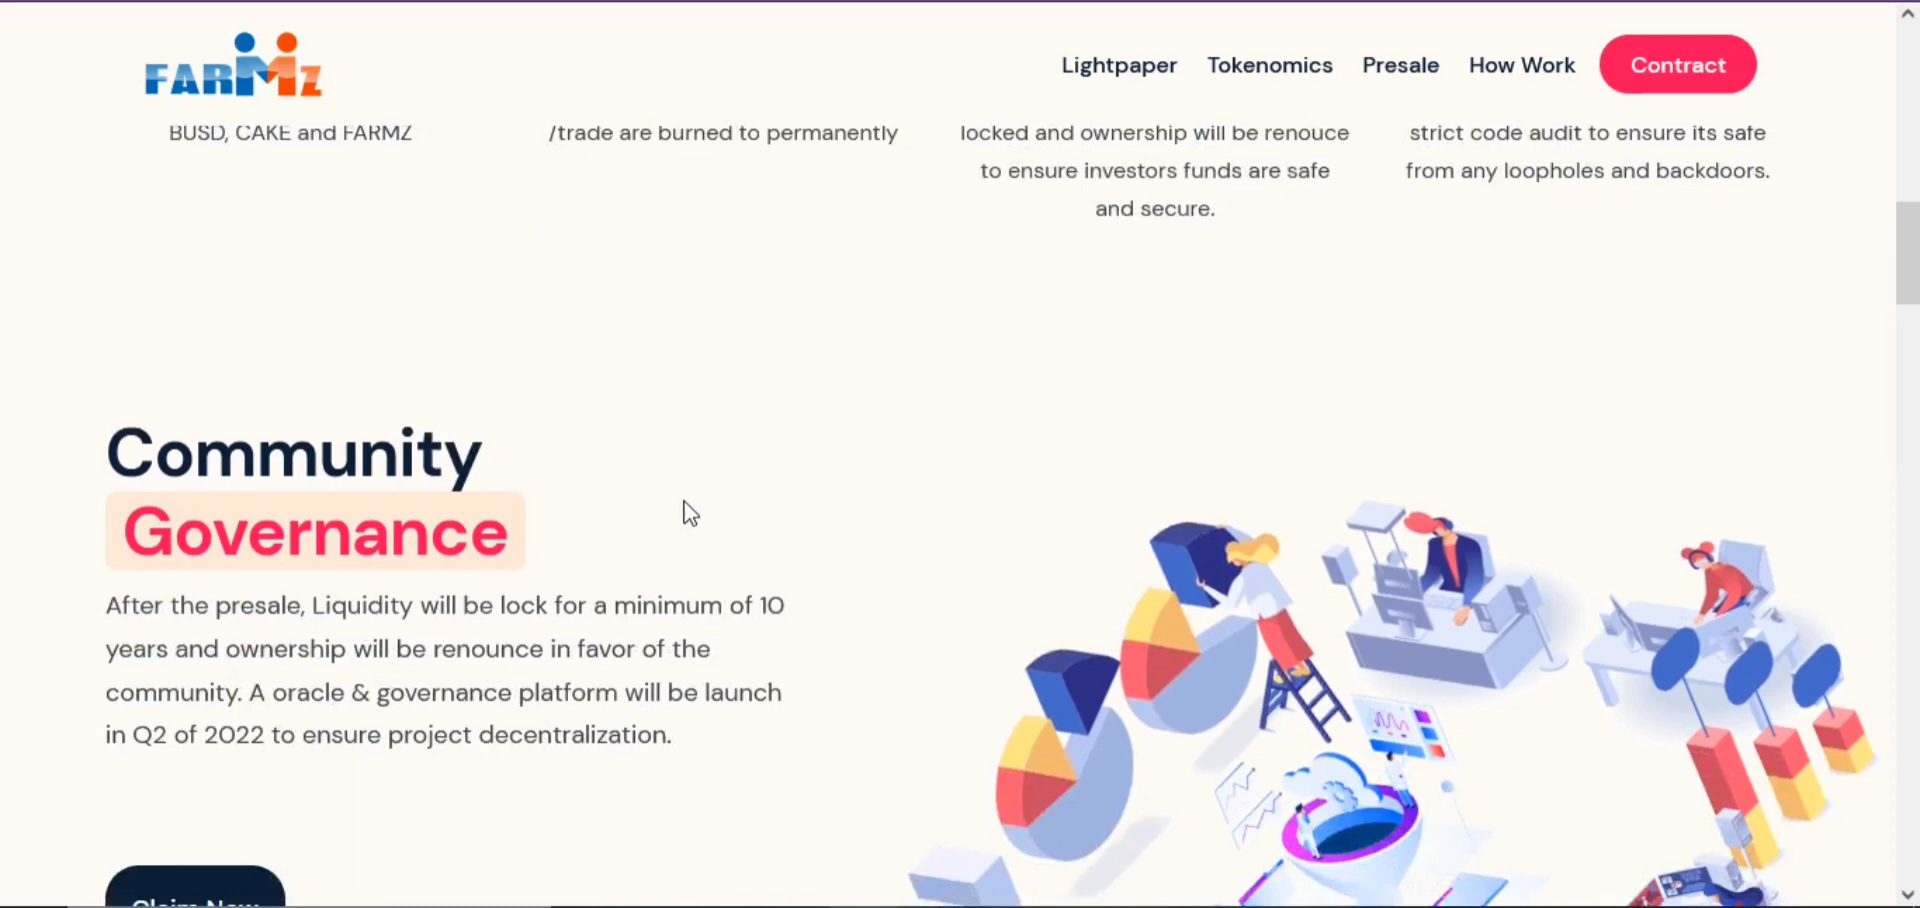 FARMZ
Lightpaper Tokenomics Presale How Work Contract
BUSD, CAKE and FARMZ
/trade are burned to permanently
locked and ownership will be renouce
to ensure investors funds are safe
and secure.
strict code audit to ensure its safe
from any loopholes and backdoors.
Community
Governance
After the presale, Liquidity will be lock for a minimum of 10
years and ownership will be renounce in favor of the
community. A oracle & governance platform will be launch
in Q2 of 2022 to ensure project decentralization.
Claim Now